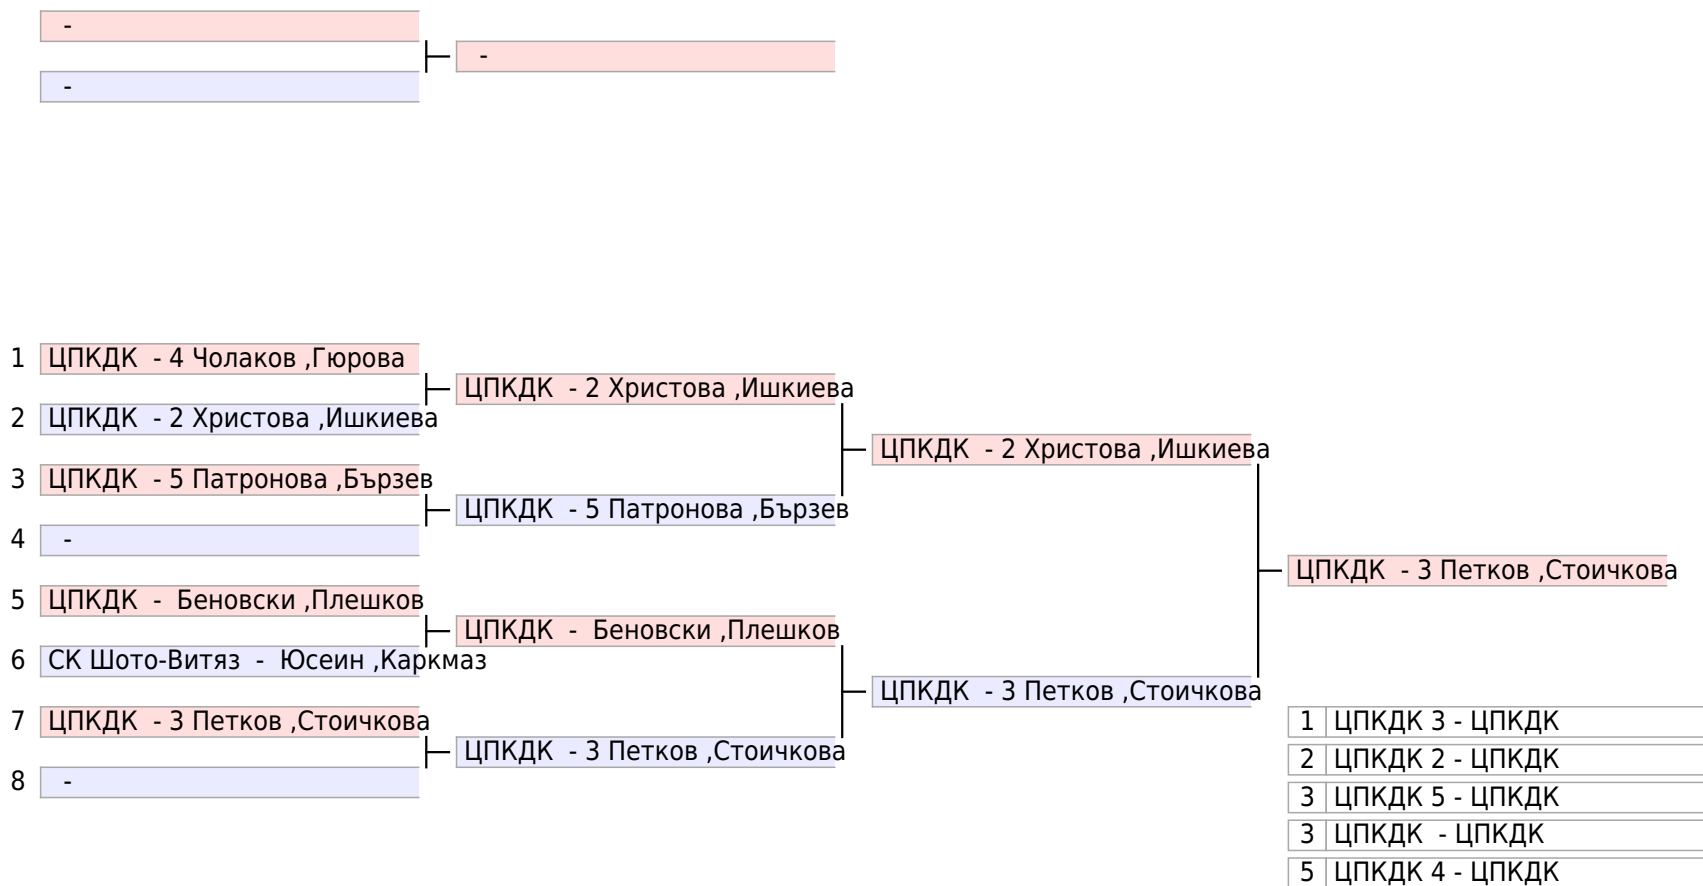 -
-
-
1 ЦПКДК - 4 Чолаков ,Гюрова
ЦПКДК - 2 Христова ,Ишкиева
2 ЦПКДК - 2 Христова ,Ишкиева
ЦПКДК - 2 Христова ,Ишкиева
3 ЦПКДК - 5 Патронова ,Бързев
ЦПКДК - 5 Патронова ,Бързев
4 -
ЦПКДК - 3 Петков ,Стоичкова
5 ЦПКДК - Беновски ,Плешков
ЦПКДК - Беновски ,Плешков
6 СК Шото-Витяз - Юсеин ,Каркмаз
ЦПКДК - 3 Петков ,Стоичкова
7 ЦПКДК - 3 Петков ,Стоичкова
ЦПКДК - 3 Петков ,Стоичкова
8 -
1 ЦПКДК 3 - ЦПКДК
2 ЦПКДК 2 - ЦПКДК
3 ЦПКДК 5 - ЦПКДК
3 ЦПКДК - ЦПКДК
5 ЦПКДК 4 - ЦПКДК